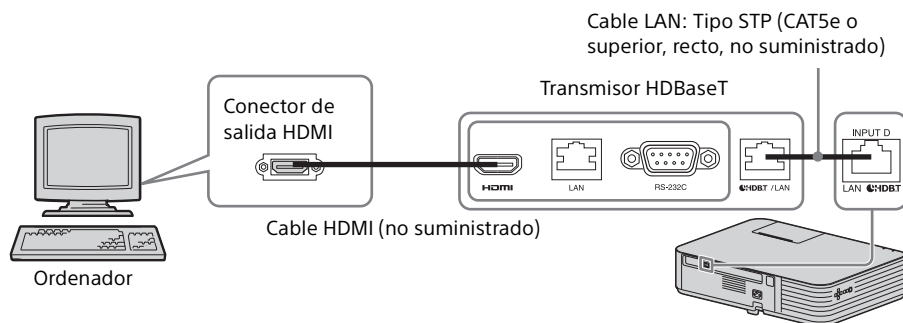 Cable LAN: Tipo STP (CAT5e o
superior, recto, no suministrado)
Transmisor HDBaseT
Conector de
salida HDMI
INPUT D
HDMI
LAN
RS-232C
HDBT / LAN
LAN HDBT
Cable HDMI (no suministrado)
Ordenador